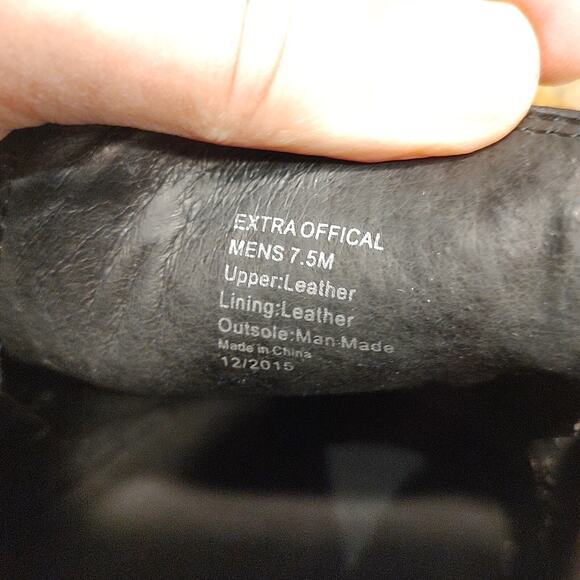 EXTRA OFFICAL
MENS 7.5M
Upper:Leather
Lining:Leather
Outsole:Man Made
Made in China
12/2015